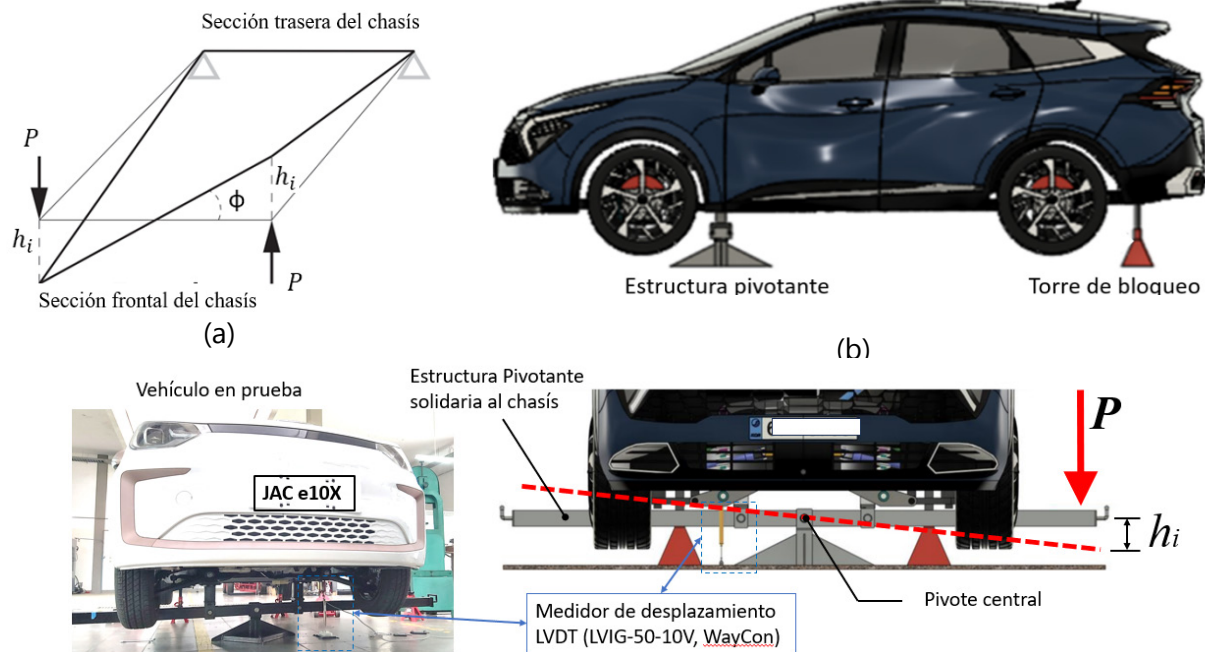 Sección trasera del chasís
P
h_i
ϕ
h_i
P
Sección frontal del chasís
(a)
Estructura pivotante
Torre de bloqueo
(b)
Vehículo en prueba
Estructura Pivotante
solidaria al chasís
P
JAC e10X
h_i
Pivote central
Medidor de desplazamiento
LVDT (LVIG-50-10V, WayCon)